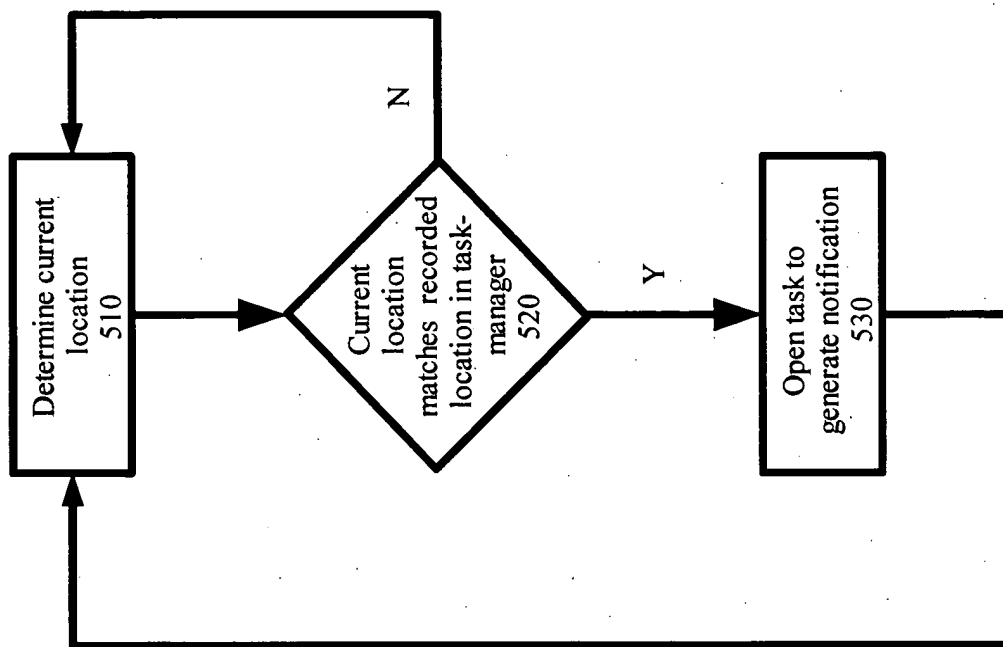 Determine current
location
510
N
Current
location
matches recorded
location in task-
manager
520
Y
Open task to
generate notification
530